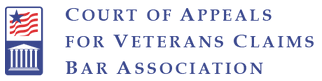 COURT OF APPEALS
FOR VETERANS CLAIMS
BAR ASSOCIATION